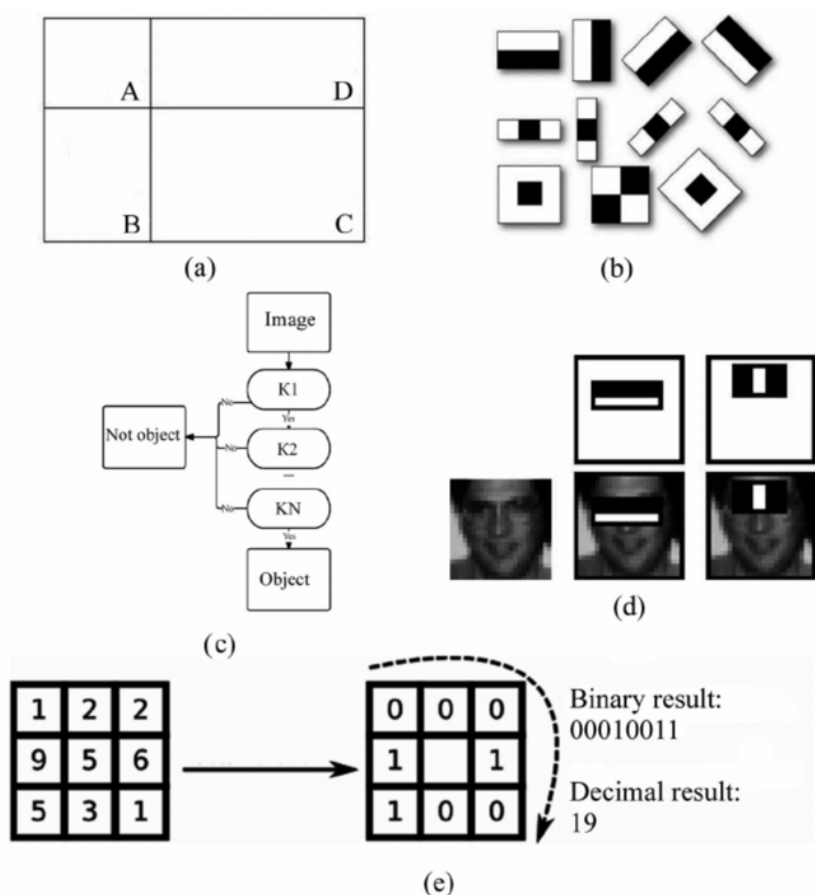 A D
B C
(a)
(b)
Image
K1
No
Yes
Not object
K2
No
...
KN
No
Yes
Object
(c)
(d)
1 2 2
9 5 6
5 3 1
0 0 0
1 1
1 0 0
Binary result:
00010011
Decimal result:
19
(e)